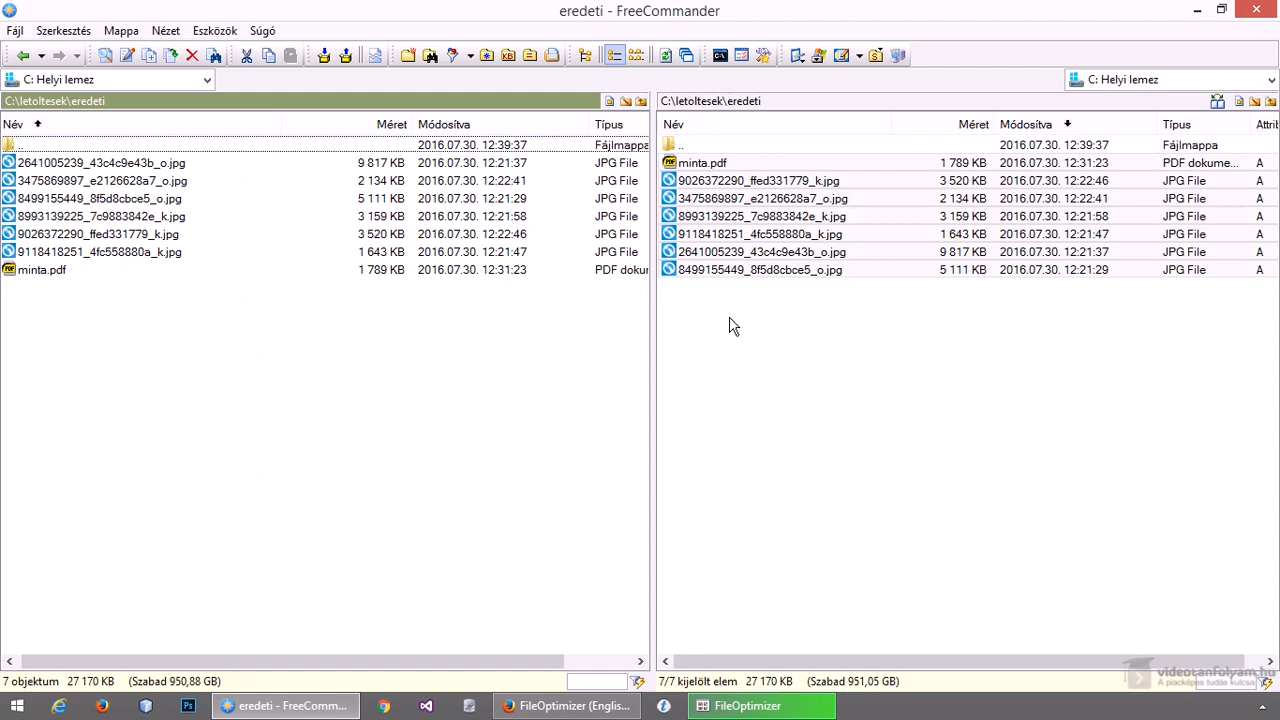 eredeti - FreeCommander
Fájl Szerkesztés Mappa Nézet Eszközök Súgó
C: Helyi lemez
C: Helyi lemez
C:\letoltesek\eredeti
C:\letoltesek\eredeti
Név Méret Módosítva Típus
.. 2016.07.30. 12:39:37 Fájlmappa
2641005239_43c4c9e43b_o.jpg 9 817 KB 2016.07.30. 12:21:37 JPG File
3475869897_e2126628a7_o.jpg 2 134 KB 2016.07.30. 12:22:41 JPG File
8499155449_8f5d8cbce5_o.jpg 5 111 KB 2016.07.30. 12:21:29 JPG File
8993139225_7c9883842e_k.jpg 3 159 KB 2016.07.30. 12:21:58 JPG File
9026372290_ffed331779_k.jpg 3 520 KB 2016.07.30. 12:22:46 JPG File
9118418251_4fc558880a_k.jpg 1 643 KB 2016.07.30. 12:21:47 JPG File
minta.pdf 1 789 KB 2016.07.30. 12:31:23 PDF dokur
Név Méret Módosítva Típus Attrib
.. 2016.07.30. 12:39:37 Fájlmappa
minta.pdf 1 789 KB 2016.07.30. 12:31:23 PDF dokume... A
9026372290_ffed331779_k.jpg 3 520 KB 2016.07.30. 12:22:46 JPG File A
3475869897_e2126628a7_o.jpg 2 134 KB 2016.07.30. 12:22:41 JPG File A
8993139225_7c9883842e_k.jpg 3 159 KB 2016.07.30. 12:21:58 JPG File A
9118418251_4fc558880a_k.jpg 1 643 KB 2016.07.30. 12:21:47 JPG File A
2641005239_43c4c9e43b_o.jpg 9 817 KB 2016.07.30. 12:21:37 JPG File A
8499155449_8f5d8cbce5_o.jpg 5 111 KB 2016.07.30. 12:21:29 JPG File A
7 objektum 27 170 KB (Szabad 950,88 GB)
7/7 kijelölt elem 27 170 KB (Szabad 951,05 GB)
videotanfolyam.hu
A piacképes tudás kulcsa
eredeti - FreeComm... FileOptimizer (Englis... FileOptimizer